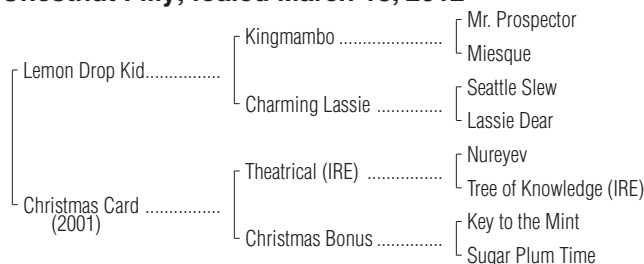 Chestnut Filly; foaled March 13, 2012
Mr. Prospector
Kingmambo ..................
Miesque
Lemon Drop Kid...............
Seattle Slew
Charming Lassie ...............
Lassie Dear
Nureyev
Theatrical (IRE) ...............
Tree of Knowledge (IRE)
Christmas Card ...............
(2001)
Key to the Mint
Christmas Bonus ...............
Sugar Plum Time